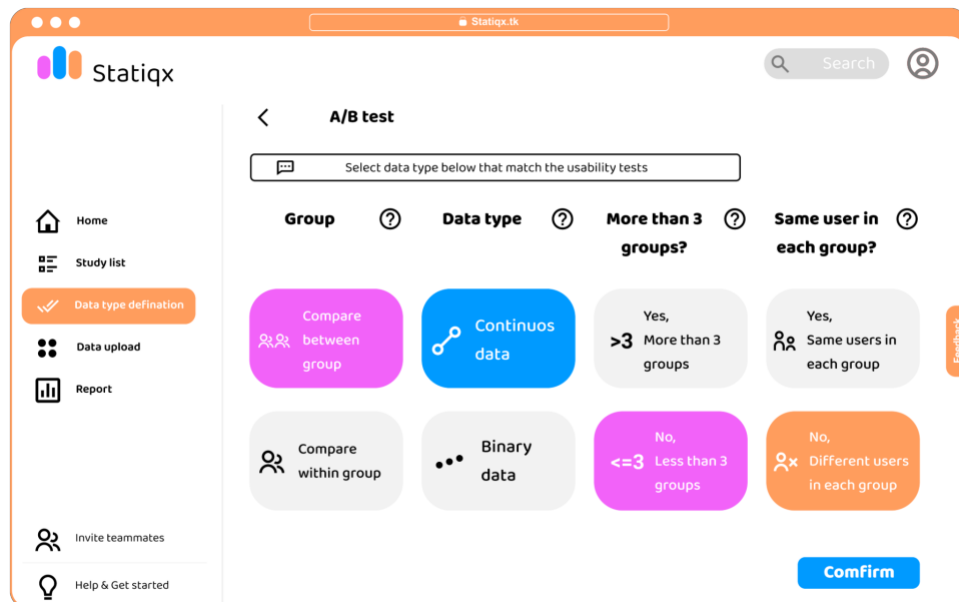 Statiqx.tk
Statiqx
Search
A/B test
Select data type below that match the usability tests
Home
Study list
Data type defination
Data upload
Report
Invite teammates
Help & Get started
Group
Data type
More than 3
groups?
Same user in
each group?
Compare
between
group
Continuos
data
>3
Yes,
More than 3
groups
Yes,
Same users in
each group
Compare
within group
Binary
data
<=3
No,
Less than 3
groups
No,
Different users
in each group
Comfirm
Feedback